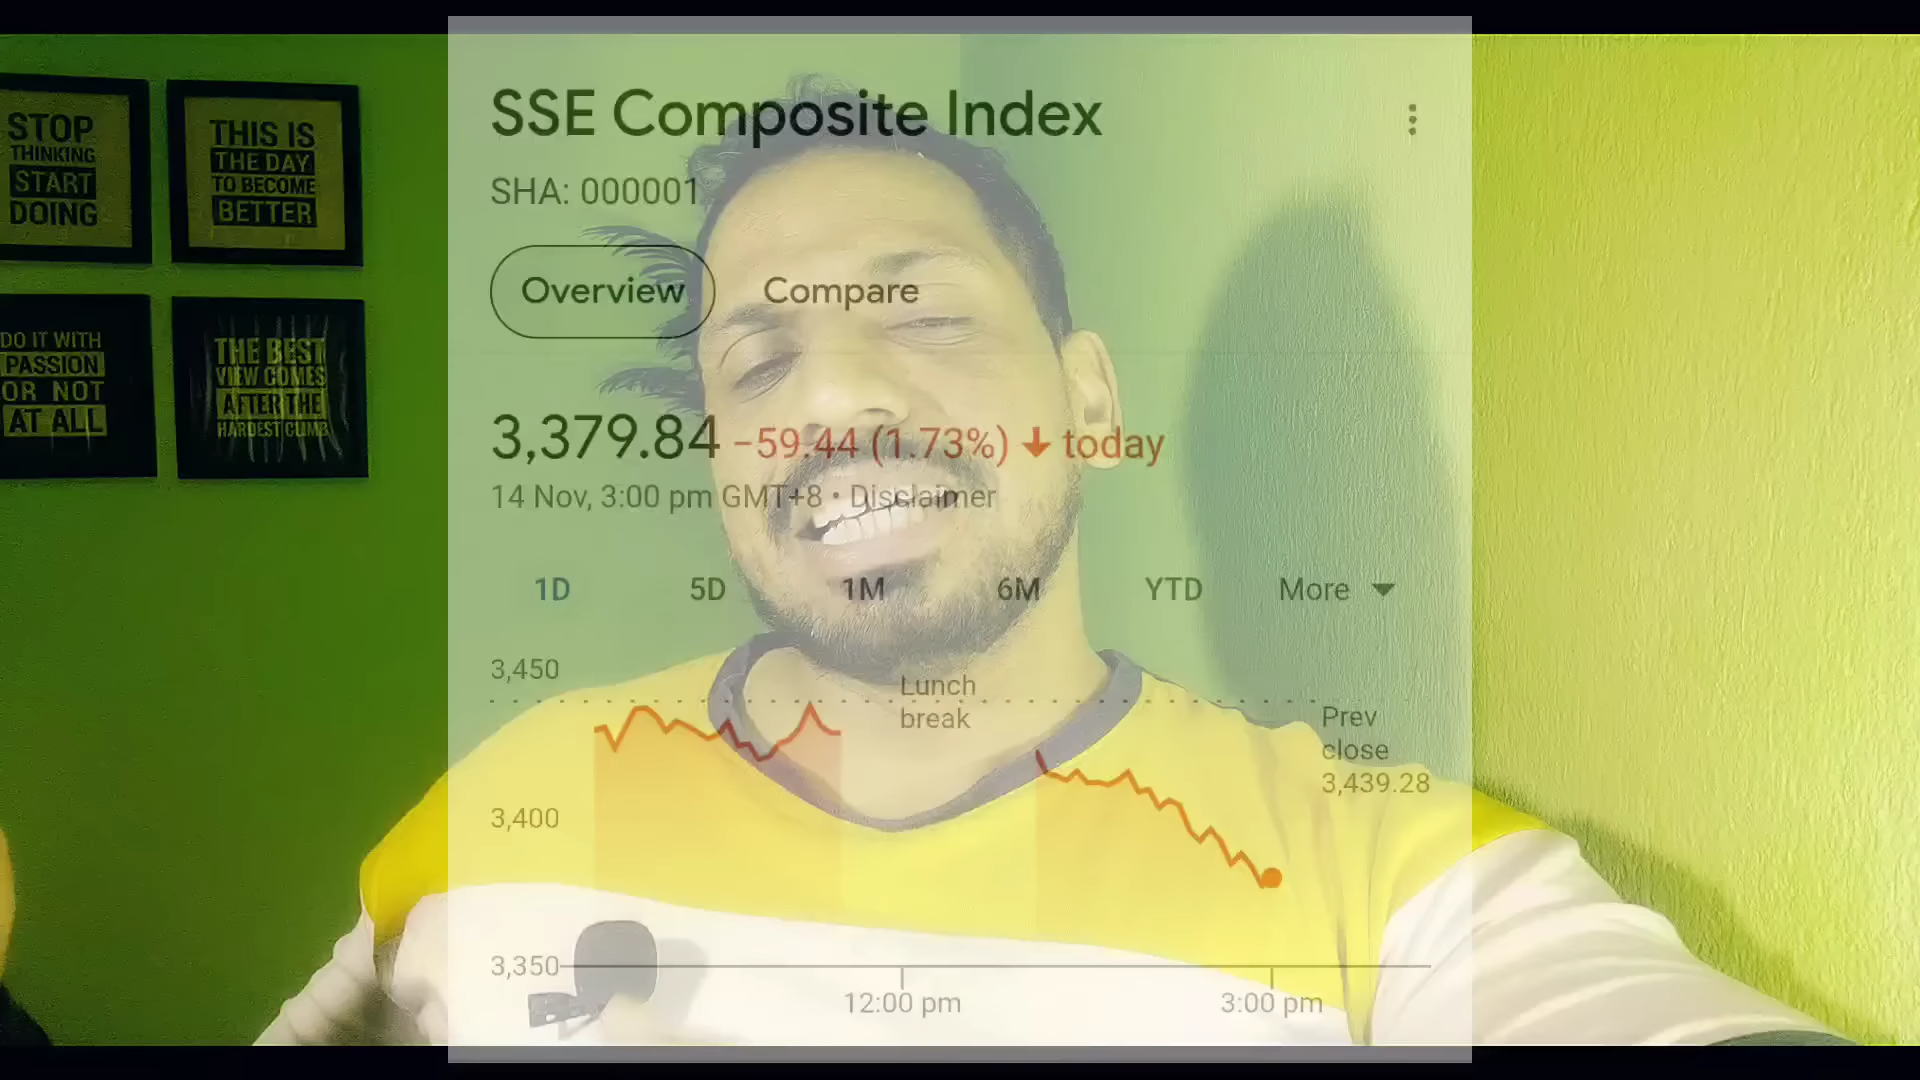 STOP
THINKING
START
DOING
THIS IS
THE DAY
TO BECOME
BETTER
DO IT WITH
PASSION
OR NOT
AT ALL
THE BEST
VIEW COMES
AFTER THE
HARDEST CLIMB
SSE Composite Index
SHA: 000001
Overview Compare
3,379.84 −59.44 (1.73%) ↓ today
14 Nov, 3:00 pm GMT+8 • Disclaimer
1D 5D 1M 6M YTD More
3,450
Lunch
break
Prev
close
3,439.28
3,400
3,350
12:00 pm 3:00 pm